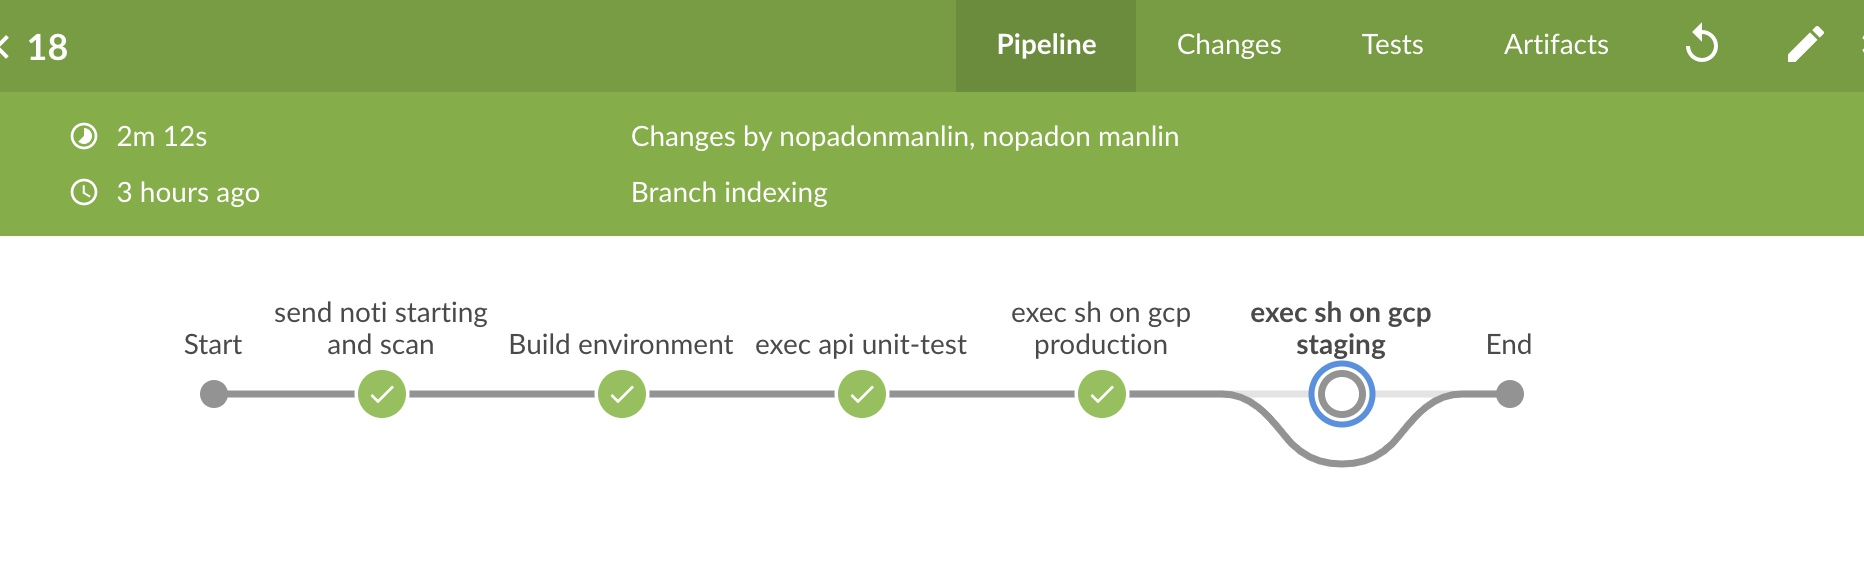 18
Pipeline
Changes
Tests
Artifacts
2m 12s
Changes by nopadonmanlin, nopadon manlin
3 hours ago
Branch indexing
Start
send noti starting
and scan
Build environment
exec api unit-test
exec sh on gcp
production
exec sh on gcp
staging
End